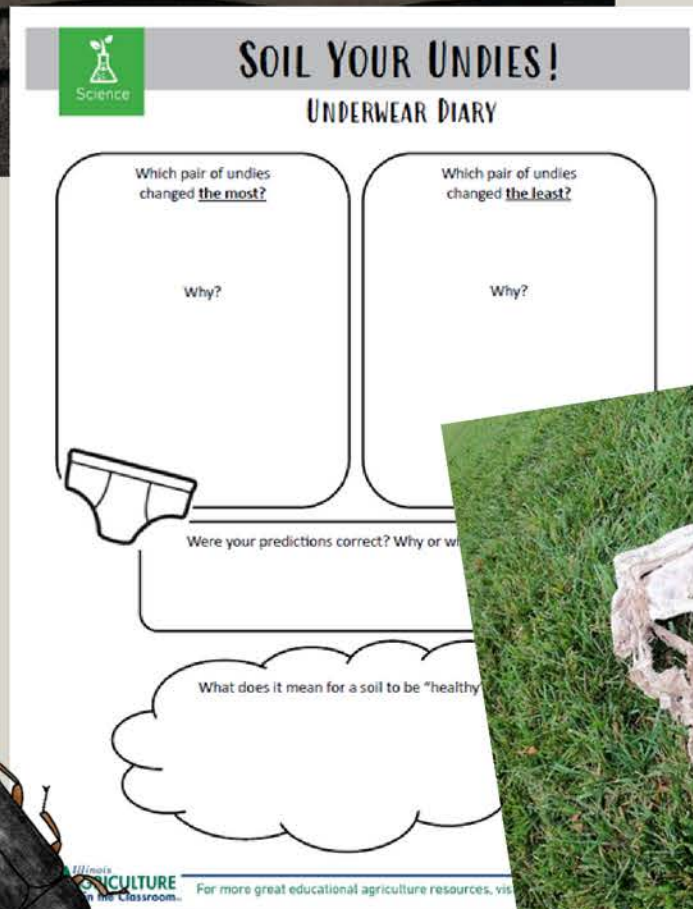 Science
SOIL YOUR UNDIES!
UNDERWEAR DIARY
Which pair of undies
changed the most?
Why?
Which pair of undies
changed the least?
Why?
Were your predictions correct? Why or
What does it mean for a soil to be "healthy"
Illinois
AGRICULTURE
in the Classroom
For more great educational agriculture resources,